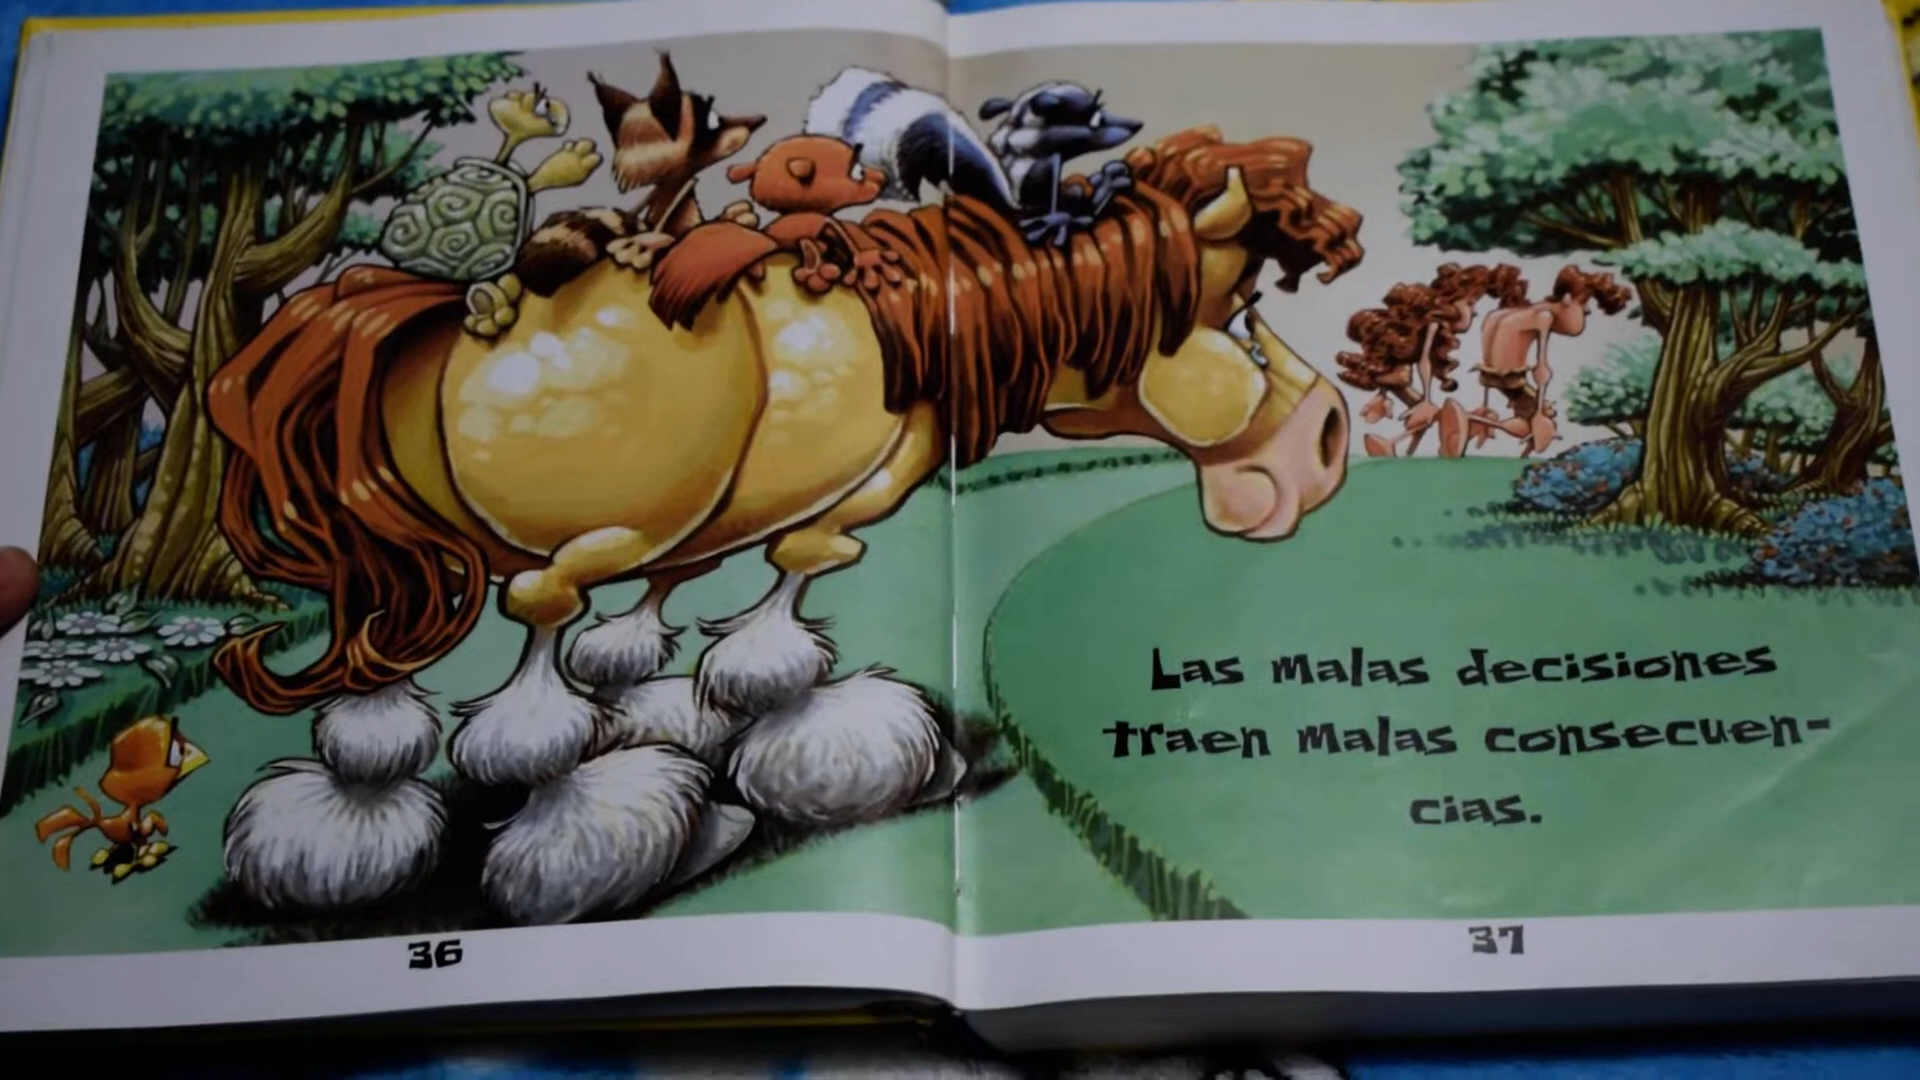 Las malas decisiones
traen malas consecuen-
cias.
36
37